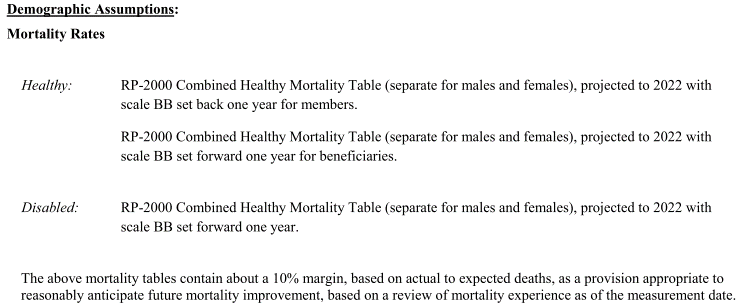 Demographic Assumptions:
Mortality Rates
Healthy: RP-2000 Combined Healthy Mortality Table (separate for males and females), projected to 2022 with
scale BB set back one year for members.
RP-2000 Combined Healthy Mortality Table (separate for males and females), projected to 2022 with
scale BB set forward one year for beneficiaries.
Disabled: RP-2000 Combined Healthy Mortality Table (separate for males and females), projected to 2022 with
scale BB set forward one year.
The above mortality tables contain about a 10% margin, based on actual to expected deaths, as a provision appropriate to
reasonably anticipate future mortality improvement, based on a review of mortality experience as of the measurement date.